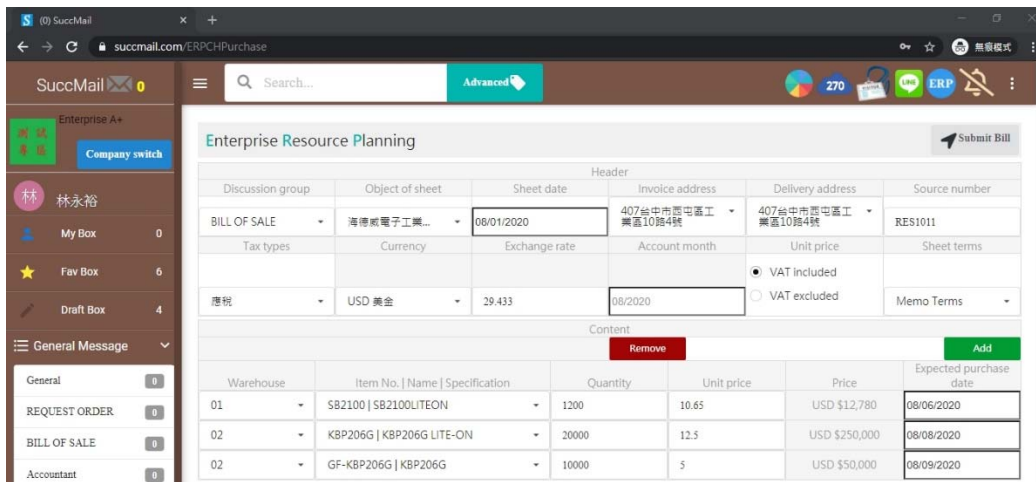 (0) SuccMail
succmail.com/ERPCHPurchase
無痕模式
SuccMail 0
Search...
Advanced
270
LINE
ERP
測試
專區
Enterprise A+
Company switch
林
林永裕
My Box 0
Fav Box 6
Draft Box 4
General Message
General 0
REQUEST ORDER 0
BILL OF SALE 0
Accountant 0
Enterprise Resource Planning
Submit Bill
Header
Discussion group Object of sheet Sheet date Invoice address Delivery address Source number
BILL OF SALE 海德威電子工業... 08/01/2020 407台中市西屯區工 407台中市西屯區工 RES1011
業區10路4號 業區10路4號
Tax types Currency Exchange rate Account month Unit price Sheet terms
VAT included
應稅 USD 美金 29.433 08/2020 VAT excluded Memo Terms
Content
Remove Add
Warehouse Item No. | Name | Specification Quantity Unit price Price Expected purchase
date
01 SB2100 | SB2100LITEON 1200 10.65 USD $12,780 08/06/2020
02 KBP206G | KBP206G LITE-ON 20000 12.5 USD $250,000 08/08/2020
02 GF-KBP206G | KBP206G 10000 5 USD $50,000 08/09/2020